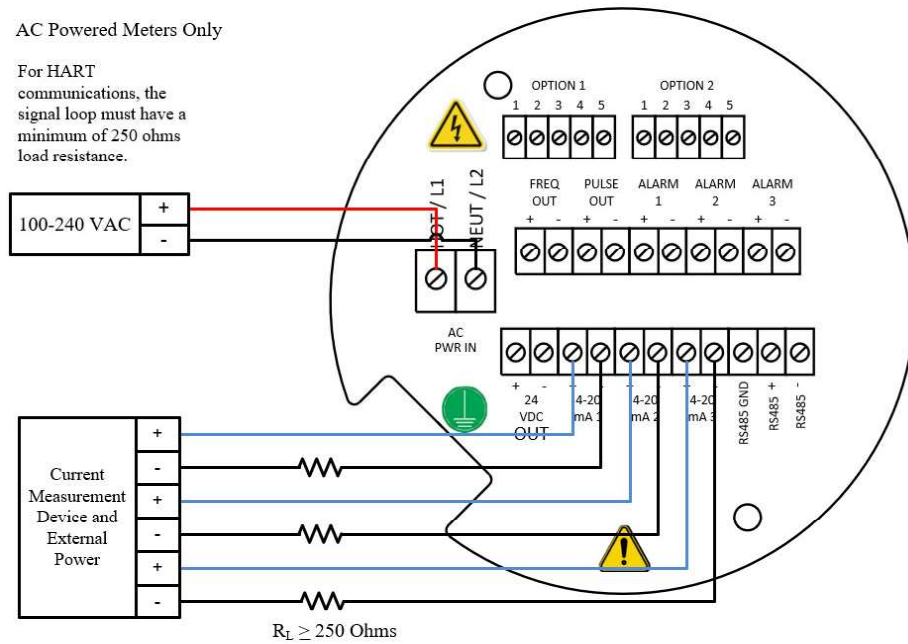 AC Powered Meters Only
For HART
communications, the
signal loop must have a
minimum of 250 ohms
load resistance.
100-240 VAC
+
-
OPTION 1
1 2 3 4 5
OPTION 2
1 2 3 4 5
HOT / L1
NEUT / L2
FREQ
OUT
PULSE
OUT
ALARM
1
ALARM
2
ALARM
3
+ - + - + - + - + -
AC
PWR IN
+ - + - + - + -
24
VDC
OUT
4-20
mA 1
4-20
mA 2
4-20
mA 3
RS485 GND
RS485 +
RS485 -
Current
Measurement
Device and
External
Power
+
-
+
-
+
-
!
R_L ≥ 250 Ohms